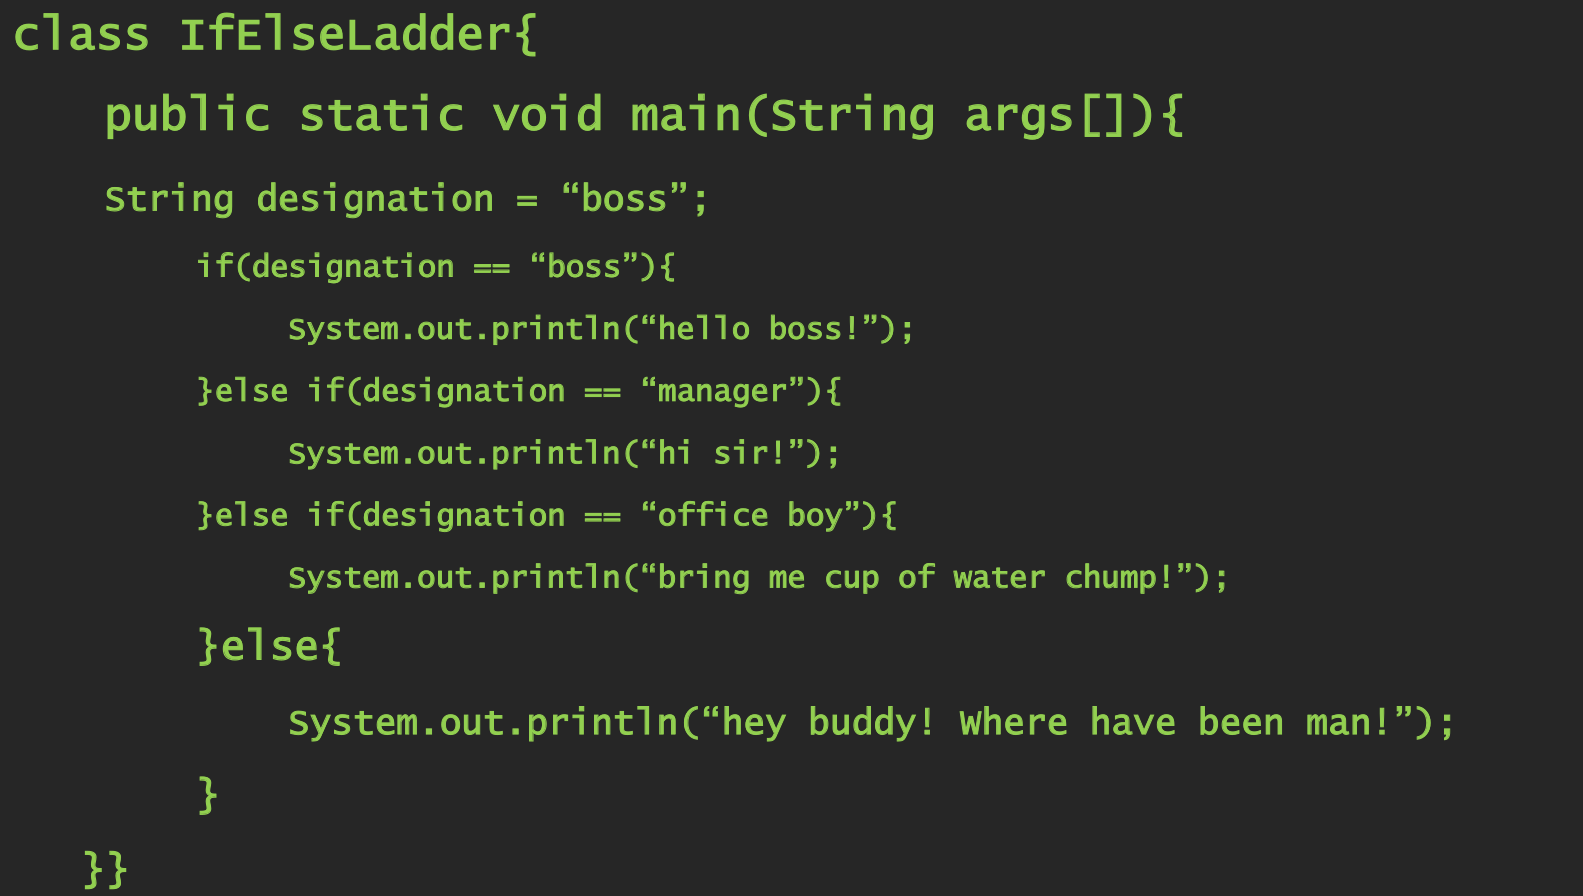 class IfElseLadder{
public static void main(String args[]){
String designation = “boss”;
if(designation == “boss”){
System.out.println(“hello boss!”);
}else if(designation == “manager”){
System.out.println(“hi sir!”);
}else if(designation == “office boy”){
System.out.println(“bring me cup of water chump!”);
}else{
System.out.println(“hey buddy! Where have been man!”);
}
}}